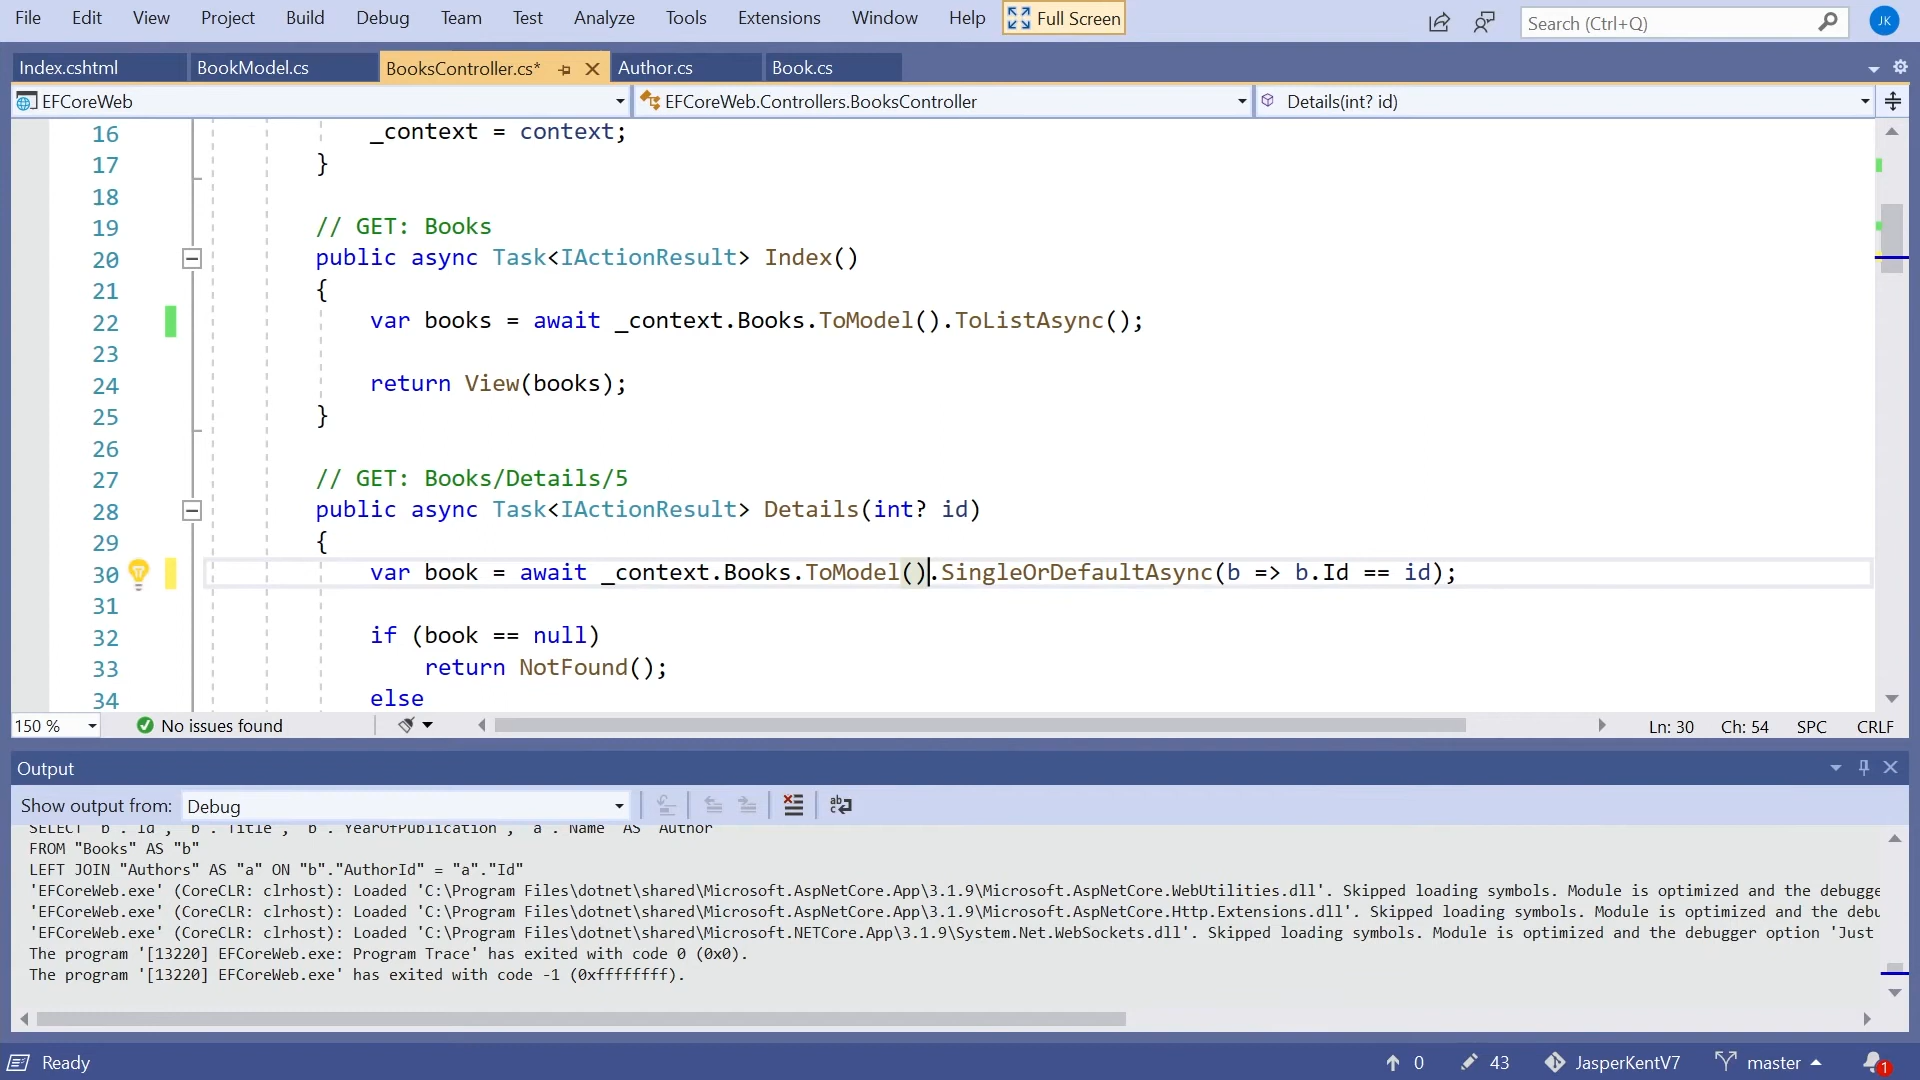 File Edit View Project Build Debug Team Test Analyze Tools Extensions Window Help Full Screen Search (Ctrl+Q) JK
Index.cshtml BookModel.cs BooksController.cs* Author.cs Book.cs
EFCoreWeb EFCoreWeb.Controllers.BooksController Details(int? id)
16 _context = context;
17 }
18
19 // GET: Books
20 public async Task<IActionResult> Index()
21 {
22 var books = await _context.Books.ToModel().ToListAsync();
23
24 return View(books);
25 }
26
27 // GET: Books/Details/5
28 public async Task<IActionResult> Details(int? id)
29 {
30 var book = await _context.Books.ToModel().SingleOrDefaultAsync(b => b.Id == id);
31
32 if (book == null)
33 return NotFound();
34 else
150 % No issues found Ln: 30 Ch: 54 SPC CRLF
Output
Show output from: Debug
SELECT "b"."Id", "b"."Title", "b"."YearOfPublication", "a"."Name" AS "Author"
FROM "Books" AS "b"
LEFT JOIN "Authors" AS "a" ON "b"."AuthorId" = "a"."Id"
'EFCoreWeb.exe' (CoreCLR: clrhost): Loaded 'C:\Program Files\dotnet\shared\Microsoft.AspNetCore.App\3.1.9\Microsoft.AspNetCore.WebUtilities.dll'. Skipped loading symbols. Module is optimized and the debugge
'EFCoreWeb.exe' (CoreCLR: clrhost): Loaded 'C:\Program Files\dotnet\shared\Microsoft.AspNetCore.App\3.1.9\Microsoft.AspNetCore.Http.Extensions.dll'. Skipped loading symbols. Module is optimized and the debu
'EFCoreWeb.exe' (CoreCLR: clrhost): Loaded 'C:\Program Files\dotnet\shared\Microsoft.NETCore.App\3.1.9\System.Net.WebSockets.dll'. Skipped loading symbols. Module is optimized and the debugger option 'Just
The program '[13220] EFCoreWeb.exe: Program Trace' has exited with code 0 (0x0).
The program '[13220] EFCoreWeb.exe' has exited with code -1 (0xffffffff).
Ready 0 43 JasperKentV7 master 1